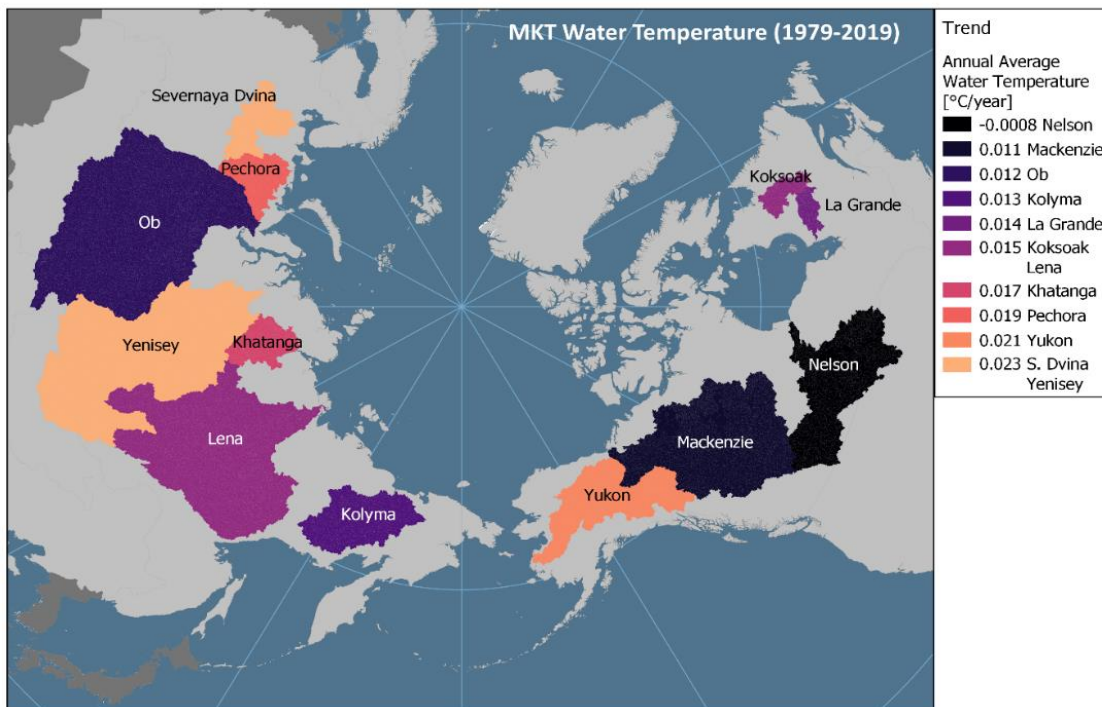 MKT Water Temperature (1979-2019)
Severnaya Dvina
Pechora
Ob
Yenisey
Khatanga
Lena
Kolyma
Koksoak
La Grande
Nelson
Mackenzie
Yukon
Trend
Annual Average
Water Temperature
[°C/year]
-0.0008 Nelson
0.011 Mackenzie
0.012 Ob
0.013 Kolyma
0.014 La Grande
0.015 Koksoak
Lena
0.017 Khatanga
0.019 Pechora
0.021 Yukon
0.023 S. Dvina
Yenisey